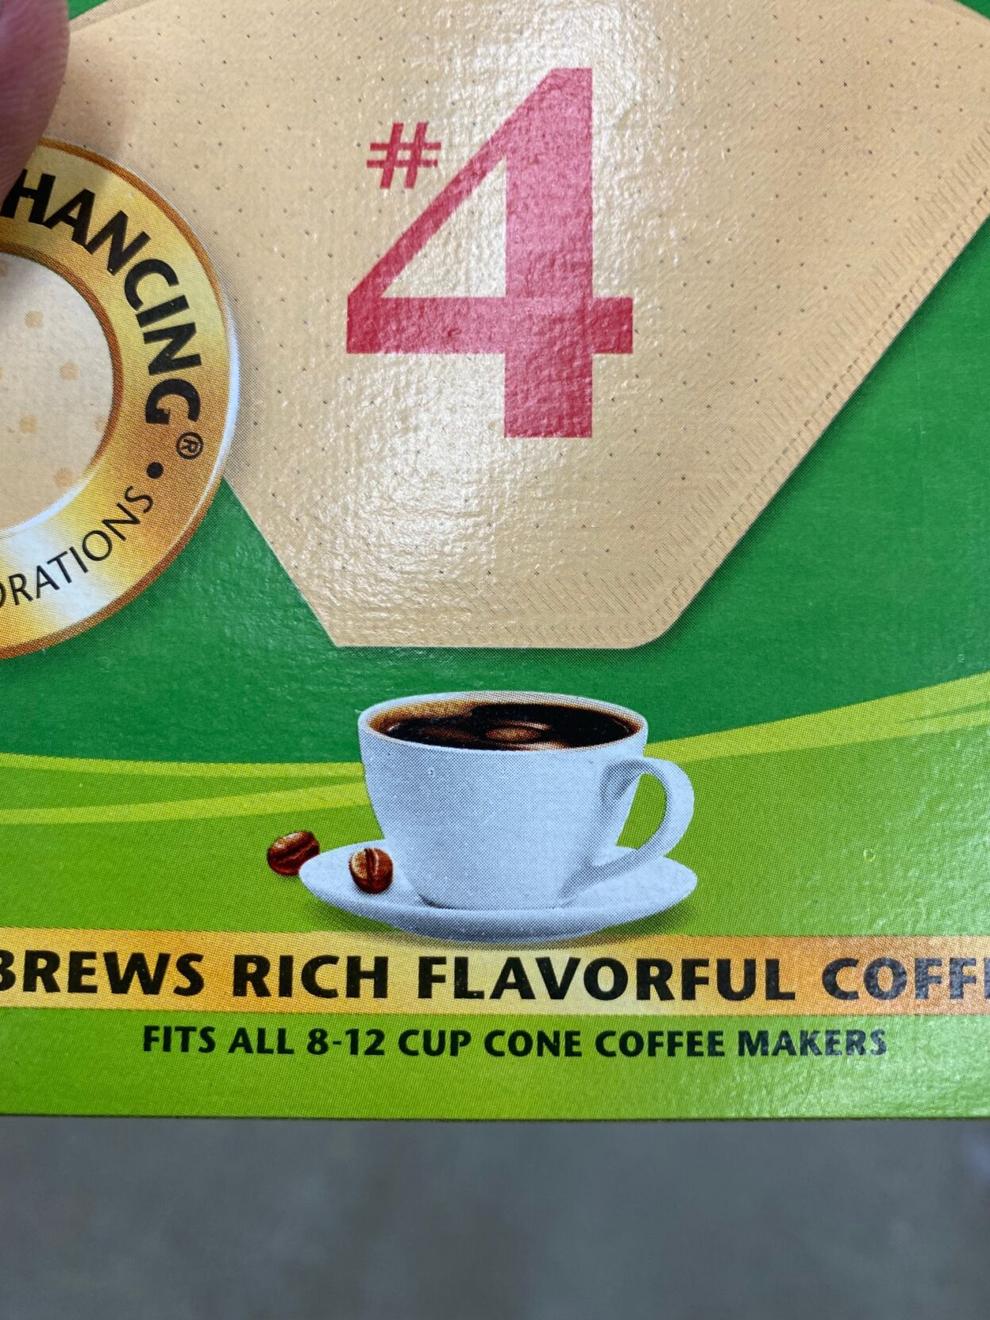 #4
HANCING®
ORATIONS •
BREWS RICH FLAVORFUL COFF
FITS ALL 8-12 CUP CONE COFFEE MAKERS